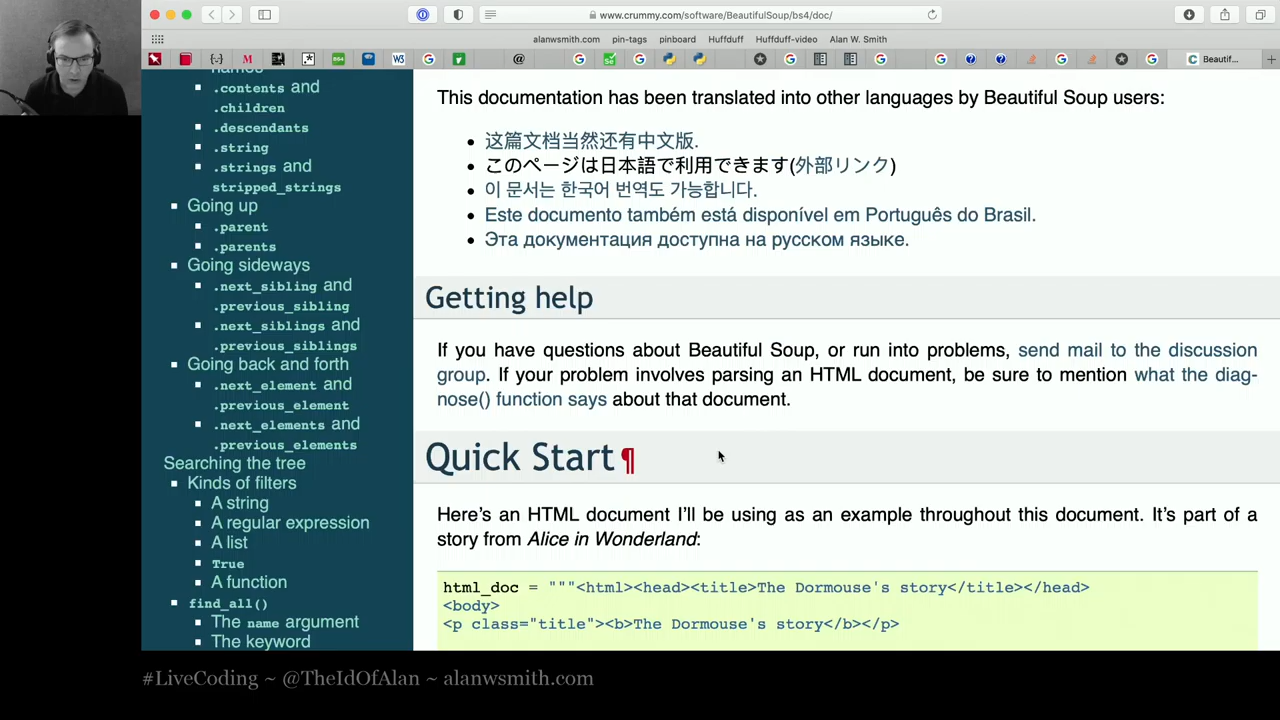 www.crummy.com/software/BeautifulSoup/bs4/doc/
alanwsmith.com pin-tags pinboard Huffduff Huffduff-video Alan W. Smith
Beautif...
.contents and
.children
.descendants
.string
.strings and
stripped_strings
Going up
.parent
.parents
Going sideways
.next_sibling and
.previous_sibling
.next_siblings and
.previous_siblings
Going back and forth
.next_element and
.previous_element
.next_elements and
.previous_elements
Searching the tree
Kinds of filters
A string
A regular expression
A list
True
A function
find_all()
The name argument
The keyword
This documentation has been translated into other languages by Beautiful Soup users:
这篇文档当然还有中文版.
このページは日本語で利用できます(外部リンク)
이 문서는 한국어 번역도 가능합니다.
Este documento também está disponível em Português do Brasil.
Эта документация доступна на русском языке.
Getting help
If you have questions about Beautiful Soup, or run into problems, send mail to the discussion
group. If your problem involves parsing an HTML document, be sure to mention what the diag-
nose() function says about that document.
Quick Start¶
Here's an HTML document I'll be using as an example throughout this document. It's part of a
story from Alice in Wonderland:
html_doc = """<html><head><title>The Dormouse's story</title></head>
<body>
<p class="title"><b>The Dormouse's story</b></p>
#LiveCoding ~ @TheIdOfAlan ~ alanwsmith.com